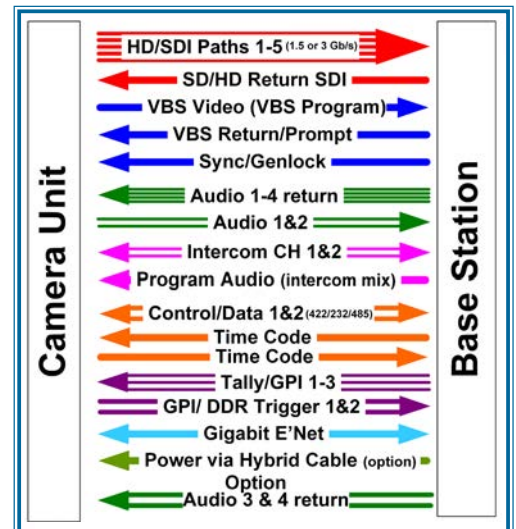 Camera Unit
HD/SDI Paths 1-5 (1.5 or 3 Gb/s)
SD/HD Return SDI
VBS Video (VBS Program)
VBS Return/Prompt
Sync/Genlock
Audio 1-4 return
Audio 1&2
Intercom CH 1&2
Program Audio (intercom mix)
Control/Data 1&2 (422/232/485)
Time Code
Time Code
Tally/GPI 1-3
GPI/ DDR Trigger 1&2
Gigabit E'Net
Power via Hybrid Cable (option)
Option
Audio 3 & 4 return
Base Station